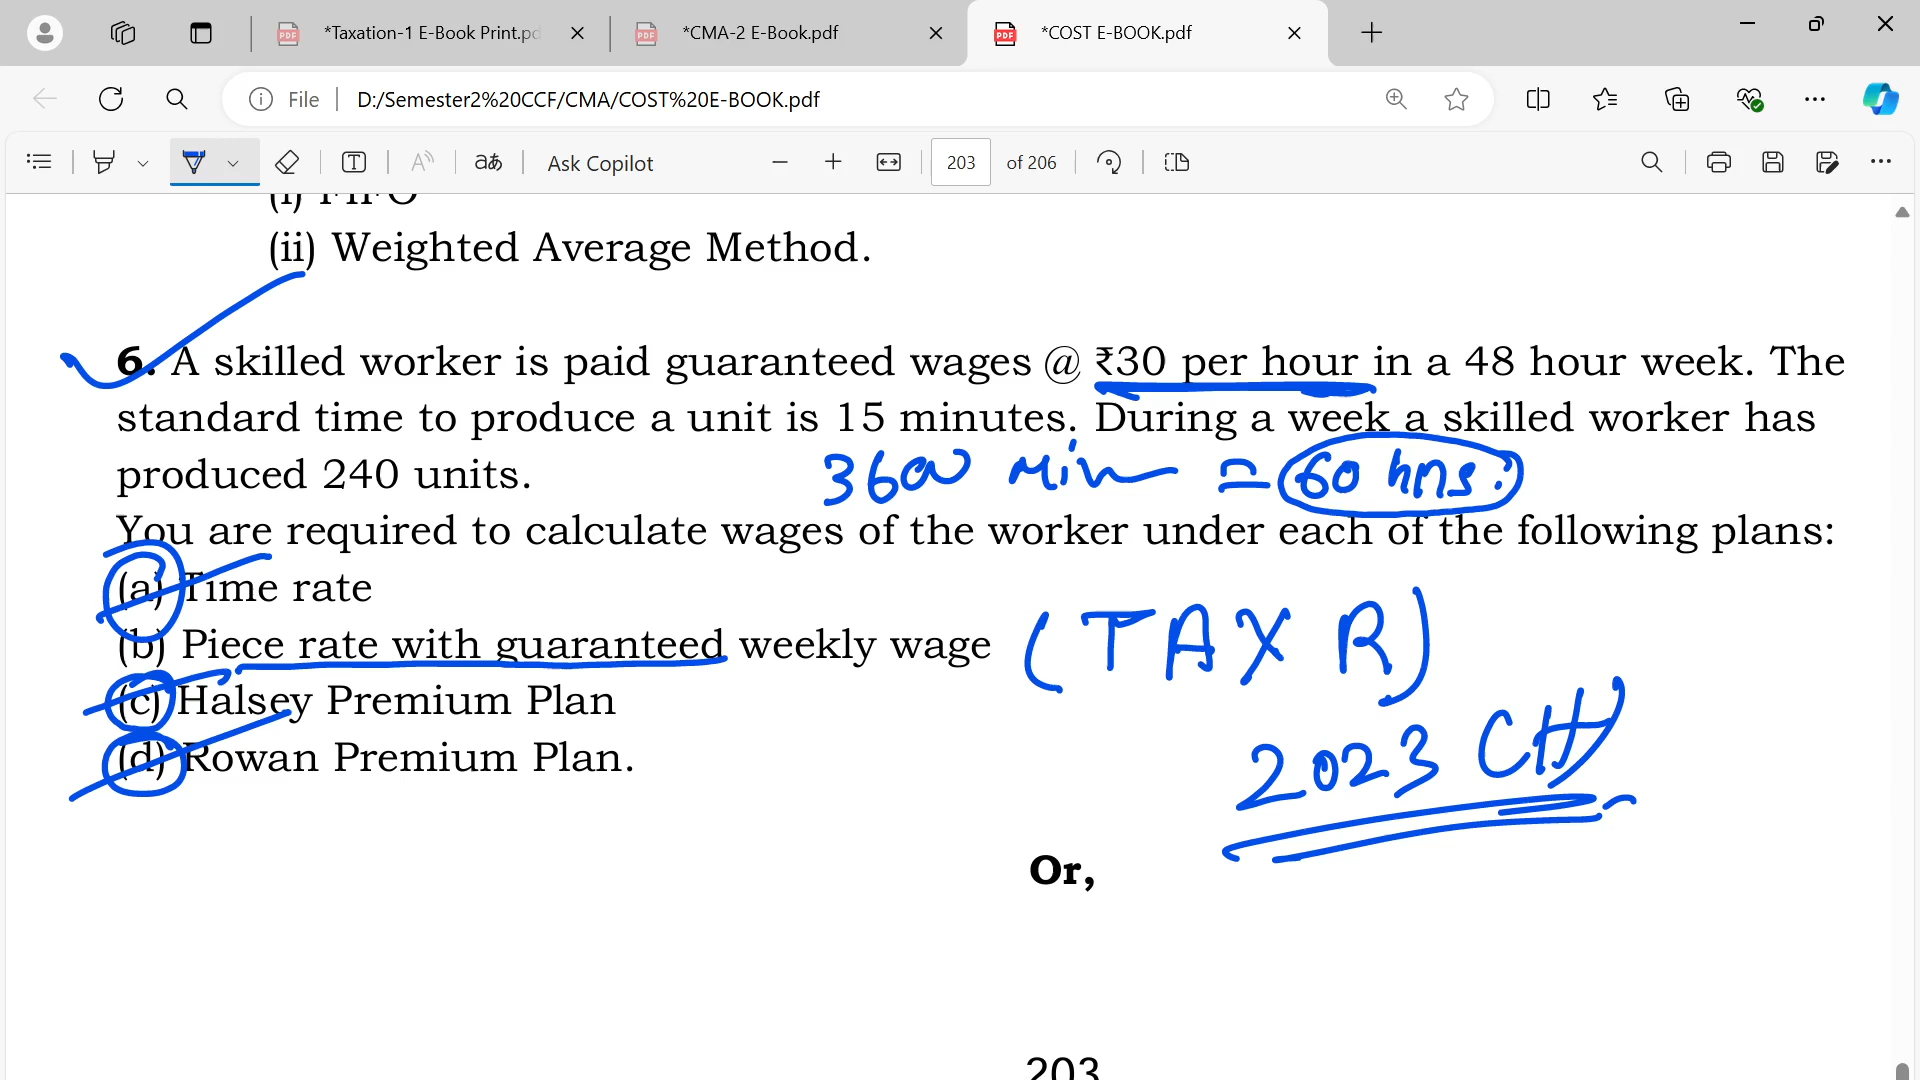 *Taxation-1 E-Book Print.pd
*CMA-2 E-Book.pdf
*COST E-BOOK.pdf
File
D:/Semester2%20CCF/CMA/COST%20E-BOOK.pdf
Ask Copilot
203 of 206
(i) FIFO
(ii) Weighted Average Method.
6. A skilled worker is paid guaranteed wages @ ₹30 per hour in a 48 hour week. The
standard time to produce a unit is 15 minutes. During a week a skilled worker has
produced 240 units.
3600 Min = 60 hrs.
You are required to calculate wages of the worker under each of the following plans:
(a) Time rate
(b) Piece rate with guaranteed weekly wage
(TA X R)
(c) Halsey Premium Plan
(d) Rowan Premium Plan.
2023 CH
Or,
203